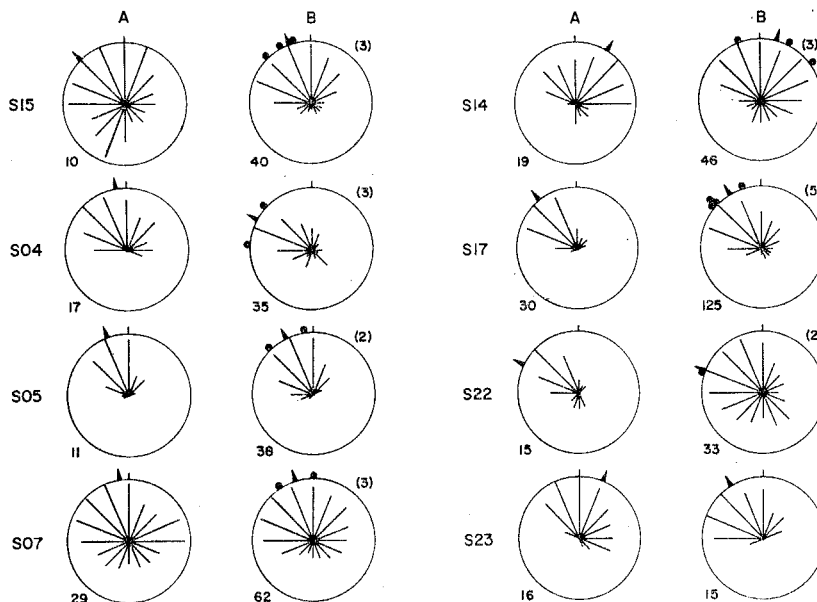 A B A B
S15 10 40 (3) S14 19 46 (3)
S04 17 35 (3) S17 30 125 (5
S05 11 38 (2) S22 15 33 (2
S07 29 62 (3) S23 16 15